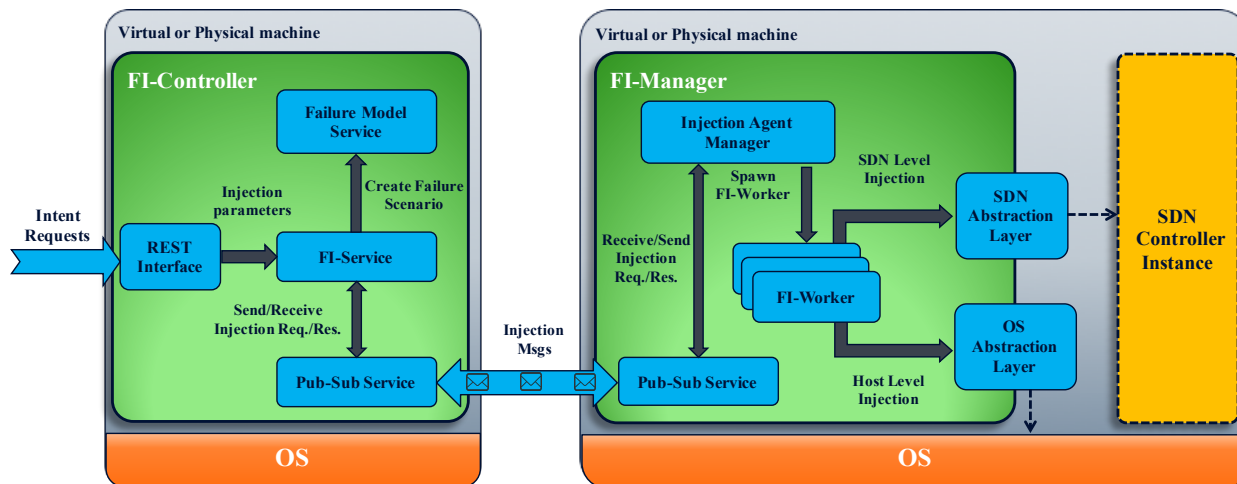 Virtual or Physical machine
FI-Controller
Failure Model
Service
Injection
parameters
Create Failure
Scenario
Intent
Requests
REST
Interface
FI-Service
Send/Receive
Injection Req./Res.
Pub-Sub Service
OS
Injection
Msgs
Virtual or Physical machine
FI-Manager
Injection Agent
Manager
Spawn
FI-Worker
SDN Level
Injection
Receive/Send
Injection
Req./Res.
FI-Worker
SDN
Abstraction
Layer
OS
Abstraction
Layer
Host Level
Injection
Pub-Sub Service
SDN
Controller
Instance
OS